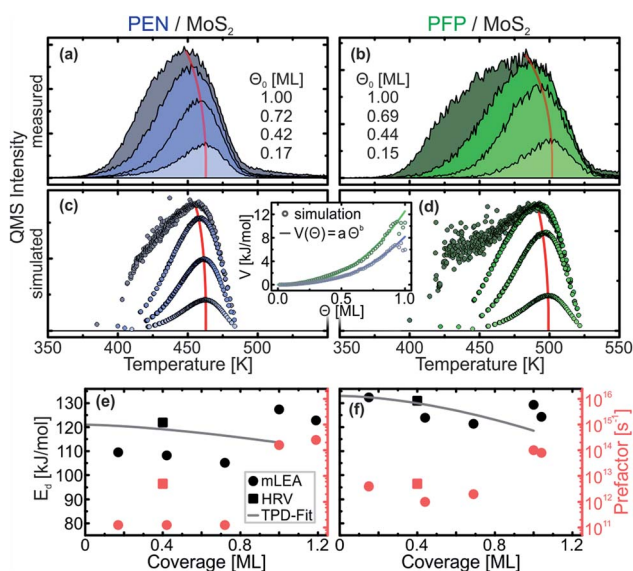 PEN / MoS₂
PFP / MoS₂
(a)
Θ₀ [ML]
1.00
0.72
0.42
0.17
(b)
Θ₀ [ML]
1.00
0.69
0.44
0.15
QMS Intensity
measured
simulated
(c)
12
8
4
0
V [kJ/mol]
simulation
V(Θ) = a Θᵇ
0.0
0.5
1.0
Θ [ML]
(d)
350 400 450 500
350 400 450 500
Temperature [K]
Temperature [K]
E_d [kJ/mol]
130
120
110
100
90
80
(e)
mLEA
HRV
TPD-Fit
(f)
10¹⁶
10¹⁵
10¹⁴
10¹³
10¹²
10¹¹
Prefactor [s⁻¹]
0 0.4 0.8 1.2
0 0.4 0.8 1.2
Coverage [ML]
Coverage [ML]